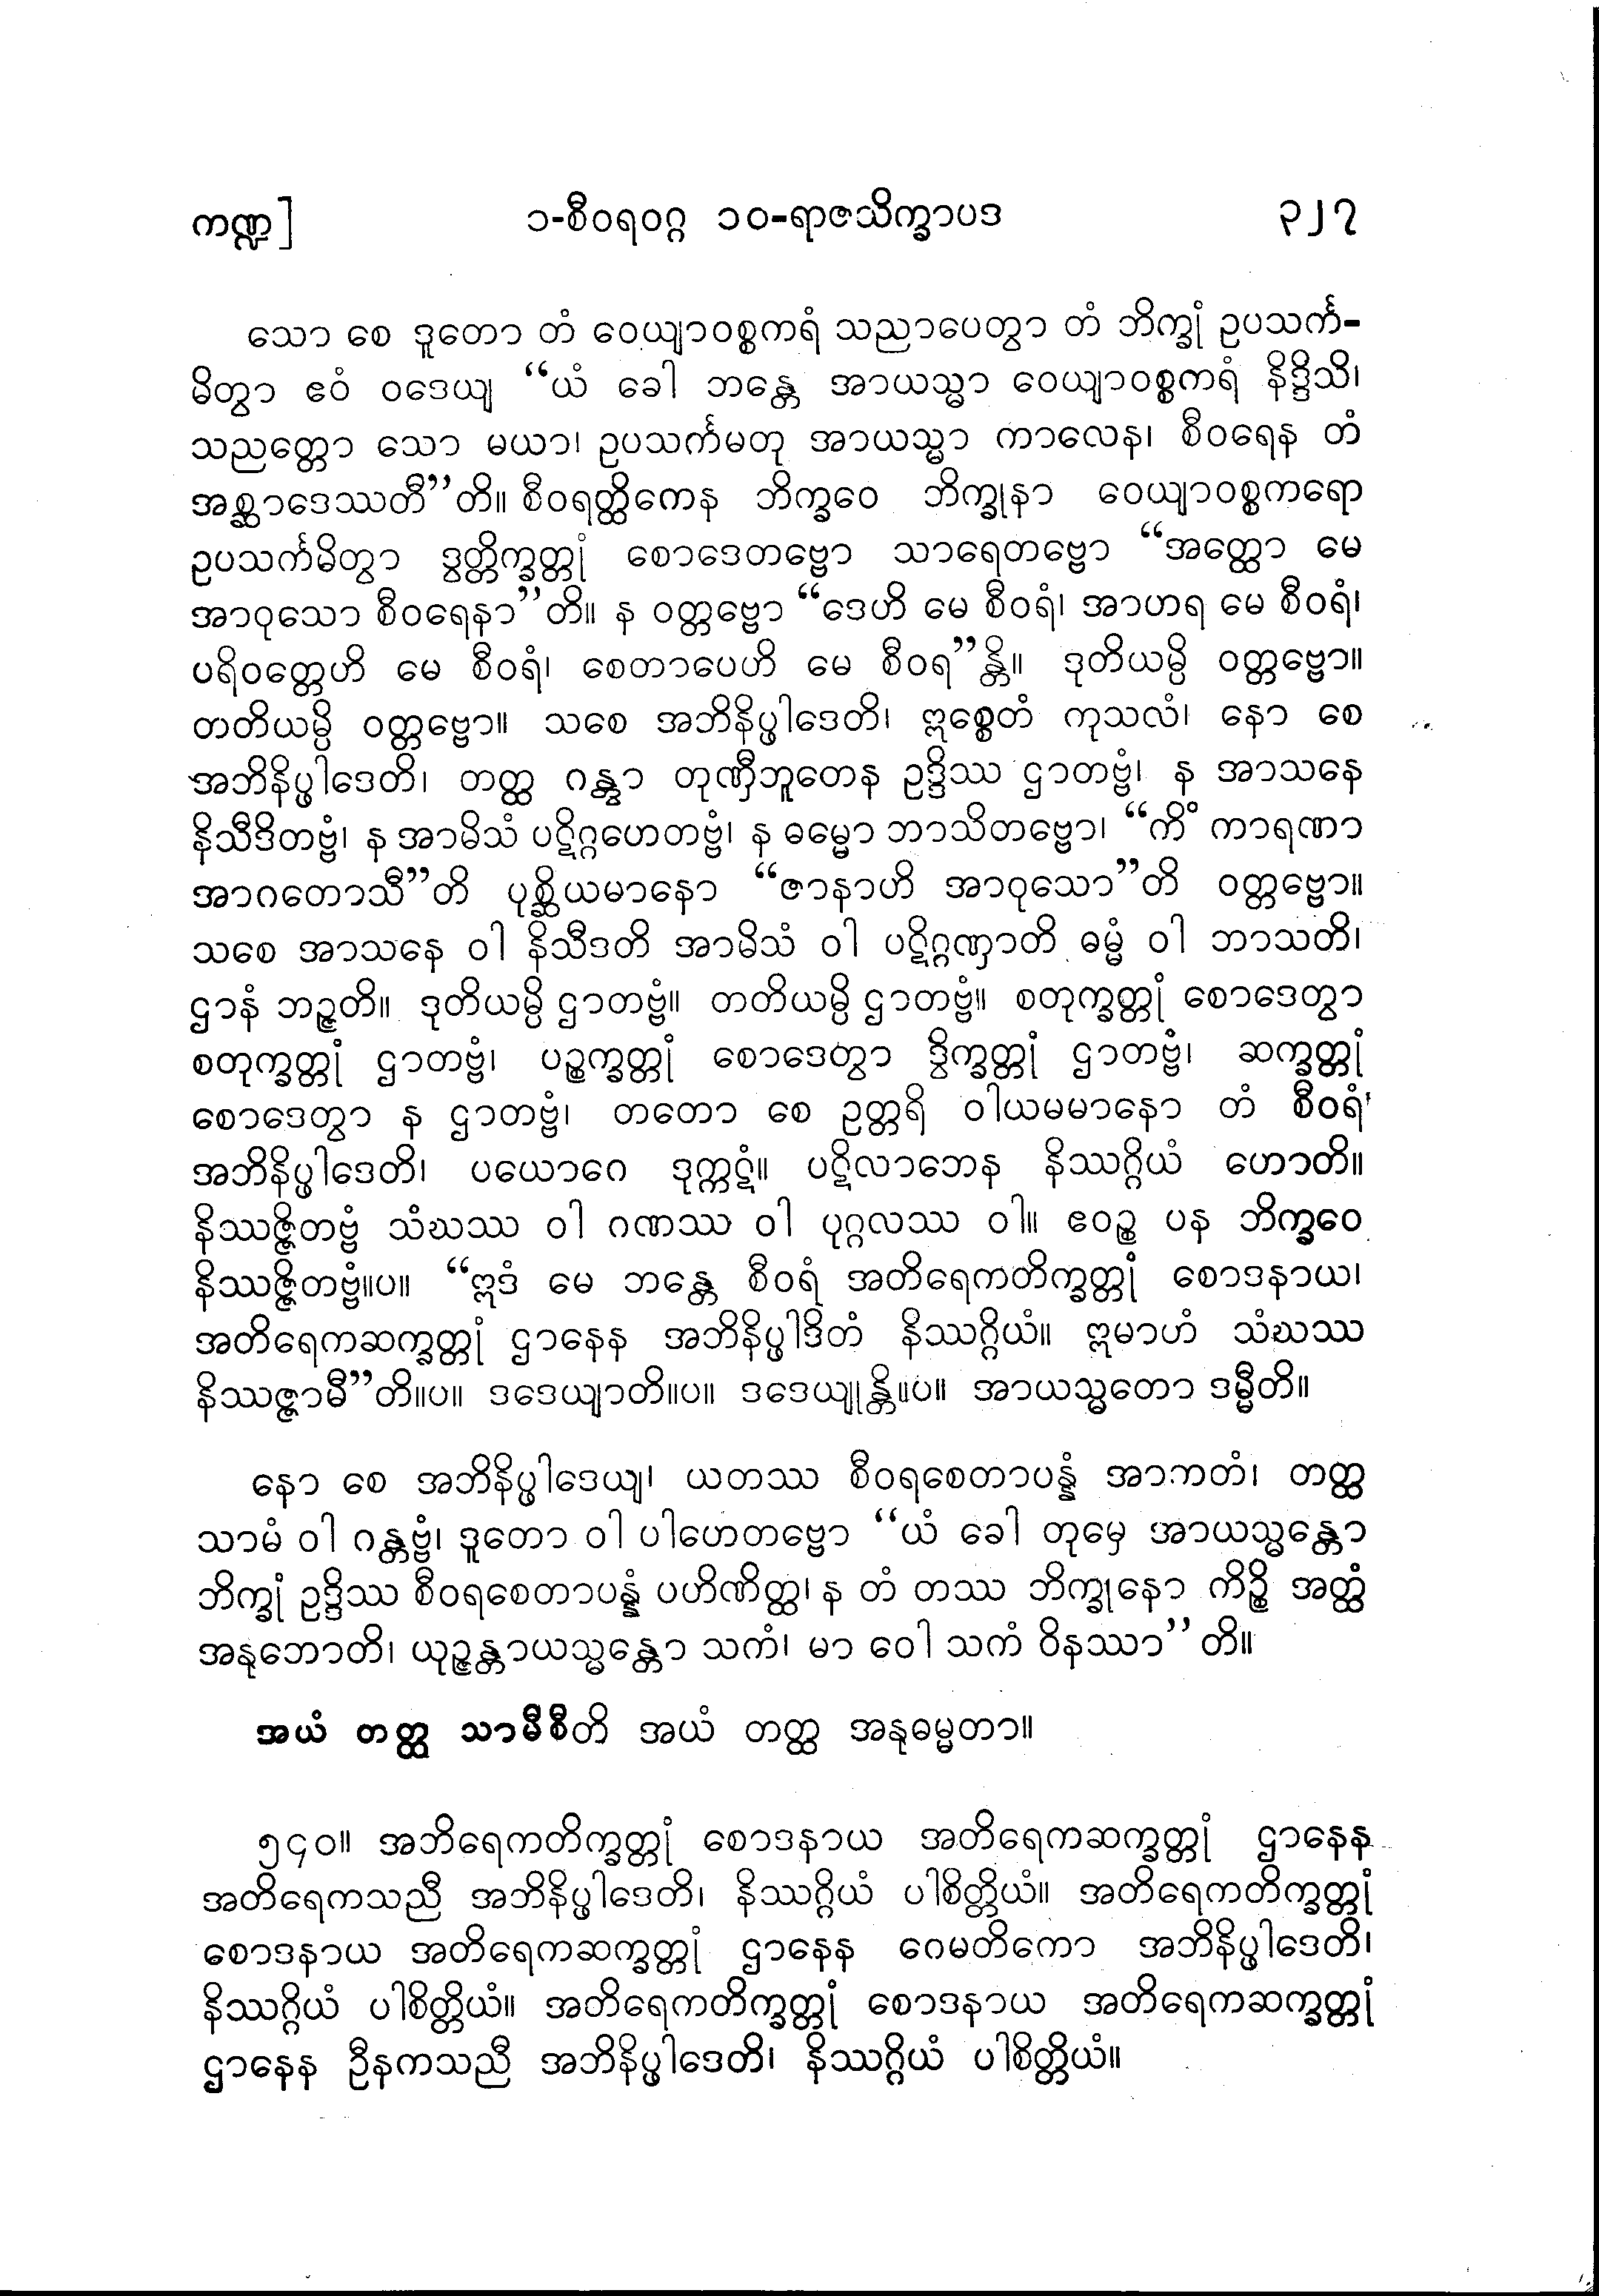 ကဏ္ဍ] ၁-စီဝရဝဂ္ဂ ၁၀-ရာဇသိက္ခာပဒ ၃၂၇
သော စေ ဒူတော တံ ဝေယျာဝစ္စကရံ သညာပေတွာ တံ ဘိက္ခုံ ဥပသင်္က-
မိတွာ ဧဝံ ဝဒေယျ “ယံ ခေါ ဘန္တေ အာယသ္မာ ဝေယျာဝစ္စကရံ နိဒ္ဒိသိ၊
သညတ္တော သော မယာ၊ ဥပသင်္ကမတု အာယသ္မာ ကာလေန၊ စီဝရေန တံ
အစ္ဆာဒေဿတီ”တိ။ စီဝရတ္ထိကေန ဘိက္ခဝေ ဘိက္ခုနာ ဝေယျာဝစ္စကရော
ဥပသင်္ကမိတွာ ဒွတ္တိက္ခတ္တုံ စောဒေတဗ္ဗော သာရေတဗ္ဗော “အတ္ထော မေ
အာဝုသော စီဝရေနာ”တိ။ န ဝတ္တဗ္ဗော “ဒေဟိ မေ စီဝရံ၊ အာဟရ မေ စီဝရံ၊
ပရိဝတ္တေဟိ မေ စီဝရံ၊ စေတာပေဟိ မေ စီဝရ”န္တိ။ ဒုတိယမ္ပိ ဝတ္တဗ္ဗော။
တတိယမ္ပိ ဝတ္တဗ္ဗော။ သစေ အဘိနိပ္ဖါဒေတိ၊ ဣစ္စေတံ ကုသလံ၊ နော စေ
အဘိနိပ္ဖါဒေတိ၊ တတ္ထ ဂန္တွာ တုဏှီဘူတေန ဥဒ္ဒိဿ ဌာတဗ္ဗံ၊ န အာသနေ
နိသီဒိတဗ္ဗံ၊ န အာမိသံ ပဋိဂ္ဂဟေတဗ္ဗံ၊ န ဓမ္မော ဘာသိတဗ္ဗော၊ “ကိံ ကာရဏာ
အာဂတောသီ”တိ ပုစ္ဆိယမာနော “ဇာနာဟိ အာဝုသော”တိ ဝတ္တဗ္ဗော။
သစေ အာသနေ ဝါ နိသီဒတိ အာမိသံ ဝါ ပဋိဂ္ဂဏှာတိ ဓမ္မံ ဝါ ဘာသတိ၊
ဌာနံ ဘဉ္ဇတိ။ ဒုတိယမ္ပိ ဌာတဗ္ဗံ။ တတိယမ္ပိ ဌာတဗ္ဗံ။ စတုက္ခတ္တုံ စောဒေတွာ
စတုက္ခတ္တုံ ဌာတဗ္ဗံ၊ ပဉ္စက္ခတ္တုံ စောဒေတွာ ဒွိက္ခတ္တုံ ဌာတဗ္ဗံ၊ ဆက္ခတ္တုံ
စောဒေတွာ န ဌာတဗ္ဗံ၊ တတော စေ ဥတ္တရိ ဝါယမမာနော တံ စီဝရံ
အဘိနိပ္ဖါဒေတိ၊ ပယောဂေ ဒုက္ကဋံ။ ပဋိလာဘေန နိဿဂ္ဂိယံ ဟောတိ။
နိဿဇ္ဇိတဗ္ဗံ သံဃဿ ဝါ ဂဏဿ ဝါ ပုဂ္ဂလဿ ဝါ။ ဧဝဉ္စ ပန ဘိက္ခဝေ
နိဿဇ္ဇိတဗ္ဗံ။ပ။ “ဣဒံ မေ ဘန္တေ စီဝရံ အတိရေကတိက္ခတ္တုံ စောဒနာယ၊
အတိရေကဆက္ခတ္တုံ ဌာနေန အဘိနိပ္ဖါဒိတံ နိဿဂ္ဂိယံ။ ဣမာဟံ သံဃဿ
နိဿဇ္ဇာမီ”တိ။ပ။ ဒဒေယျာတိ။ပ။ ဒဒေယျုန္တိ။ပ။ အာယသ္မတော ဒမ္မီတိ။
နော စေ အဘိနိပ္ဖါဒေယျ၊ ယတဿ စီဝရစေတာပန္နံ အာဘတံ၊ တတ္ထ
သာမံ ဝါ ဂန္တဗ္ဗံ၊ ဒူတော ဝါ ပါဟေတဗ္ဗော “ယံ ခေါ တုမှေ အာယသ္မန္တော
ဘိက္ခုံ ဥဒ္ဒိဿ စီဝရစေတာပန္နံ ပဟိဏိတ္ထ၊ န တံ တဿ ဘိက္ခုနော ကိဉ္စိ အတ္ထံ
အနုဘောတိ၊ ယုဉ္ဇန္တာယသ္မန္တော သကံ၊ မာ ဝေါ သကံ ဝိနဿာ”တိ။
အယံ တတ္ထ သာမီစီတိ အယံ တတ္ထ အနုဓမ္မတာ။
၅၄၀။ အတိရေကတိက္ခတ္တုံ စောဒနာယ အတိရေကဆက္ခတ္တုံ ဌာနေန
အတိရေကသညီ အဘိနိပ္ဖါဒေတိ၊ နိဿဂ္ဂိယံ ပါစိတ္တိယံ။ အတိရေကတိက္ခတ္တုံ
စောဒနာယ အတိရေကဆက္ခတ္တုံ ဌာနေန ဝေမတိကော အဘိနိပ္ဖါဒေတိ၊
နိဿဂ္ဂိယံ ပါစိတ္တိယံ။ အတိရေကတိက္ခတ္တုံ စောဒနာယ အတိရေကဆက္ခတ္တုံ
ဌာနေန ဦနကသညီ အဘိနိပ္ဖါဒေတိ၊ နိဿဂ္ဂိယံ ပါစိတ္တိယံ။